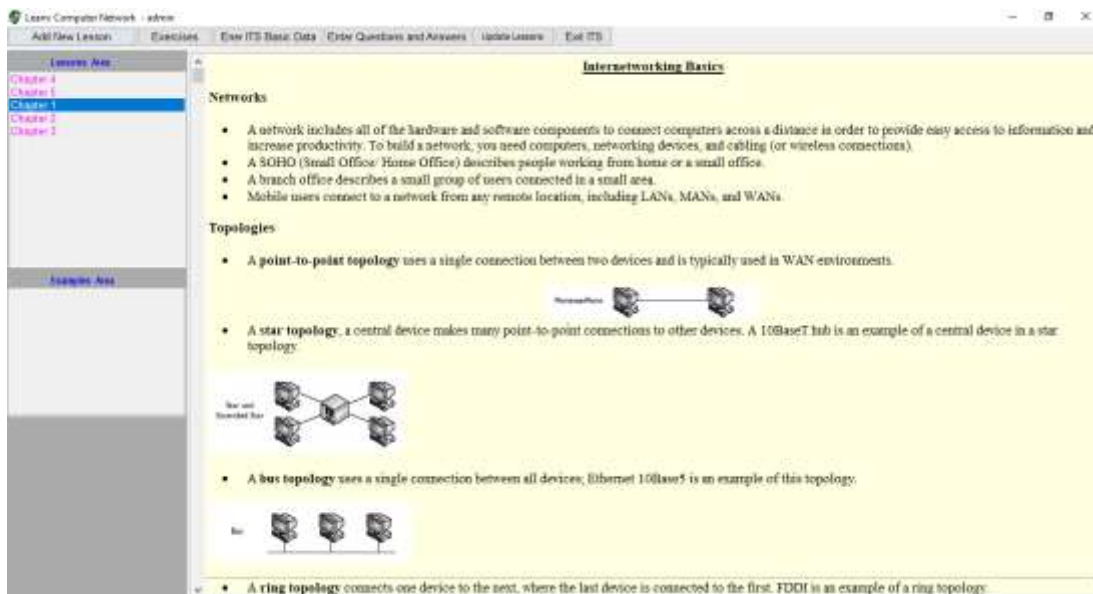 Learn Computer Network - admin
Add New Lesson Exercises Ener ITS Basic Data Enter Questions and Answers Update Lessons Exit ITS
Lessons Area
Chapter 4
Chapter 5
Chapter 1
Chapter 2
Chapter 3
Examples Area
Internetworking Basics
Networks
• A network includes all of the hardware and software components to connect computers across a distance in order to provide easy access to information and
increase productivity. To build a network, you need computers, networking devices, and cabling (or wireless connections).
• A SOHO (Small Office/ Home Office) describes people working from home or a small office.
• A branch office describes a small group of users connected in a small area.
• Mobile users connect to a network from any remote location, including LANs, MANs, and WANs.
Topologies
• A point-to-point topology uses a single connection between two devices and is typically used in WAN environments.
• A star topology, a central device makes many point-to-point connections to other devices. A 10BaseT hub is an example of a central device in a star
topology.
Star and
Extended Star
• A bus topology uses a single connection between all devices; Ethernet 10Base5 is an example of this topology.
Bus
• A ring topology connects one device to the next, where the last device is connected to the first. FDDI is an example of a ring topology.